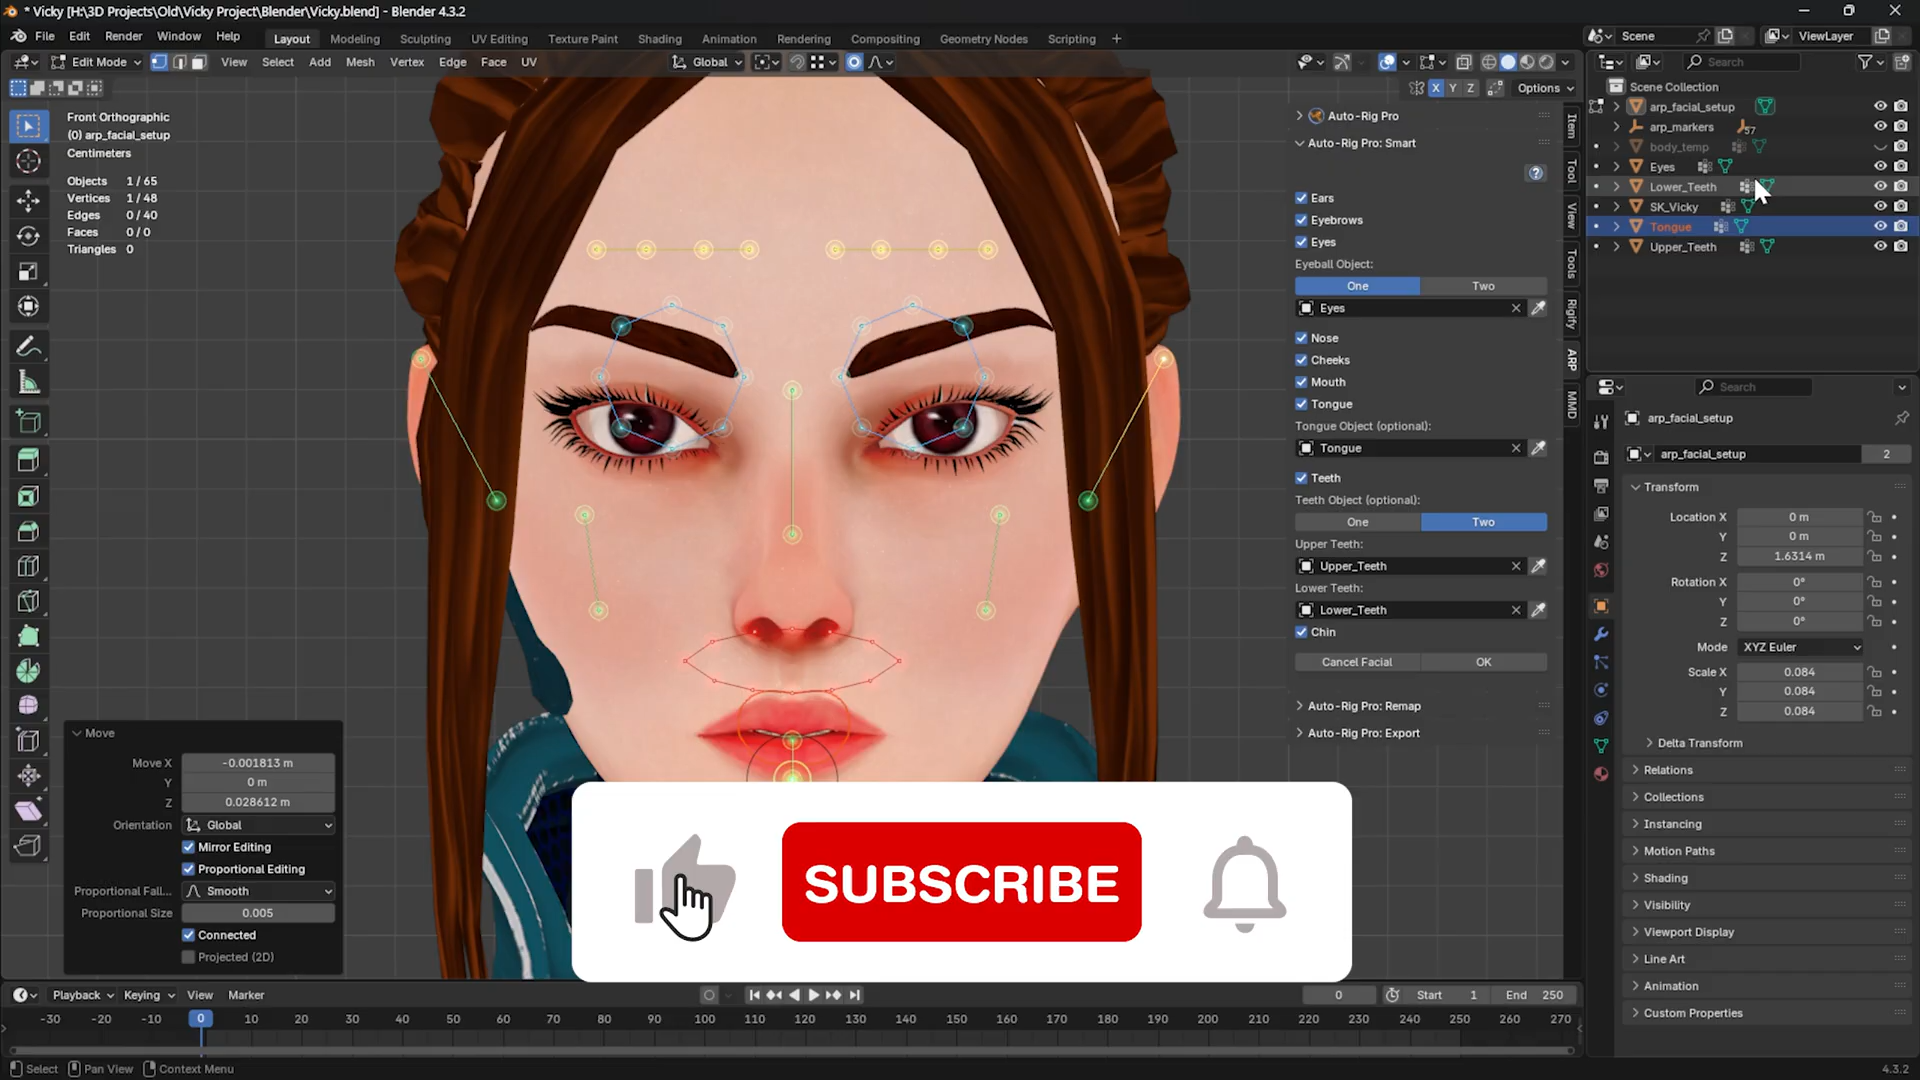 * Vicky [H:\3D Projects\Old\Vicky Project\Blender\Vicky.blend] - Blender 4.3.2
File Edit Render Window Help
Layout Modeling Sculpting UV Editing Texture Paint Shading Animation Rendering Compositing Geometry Nodes Scripting +
Scene ViewLayer
Edit Mode View Select Add Mesh Vertex Edge Face UV Global
Search
X Y Z Options
Front Orthographic
(0) arp_facial_setup
Centimeters
Objects 1 / 65
Vertices 1 / 48
Edges 0 / 40
Faces 0 / 0
Triangles 0
Auto-Rig Pro
Auto-Rig Pro: Smart
Ears
Eyebrows
Eyes
Eyeball Object:
One Two
Eyes
Nose
Cheeks
Mouth
Tongue
Tongue Object (optional):
Tongue
Teeth
Teeth Object (optional):
One Two
Upper Teeth:
Upper_Teeth
Lower Teeth:
Lower_Teeth
Chin
Cancel Facial OK
Auto-Rig Pro: Remap
Auto-Rig Pro: Export
Item
Tool
View
Tools
Rigify
ARP
MMD
Scene Collection
arp_facial_setup
arp_markers 57
body_temp
Eyes
Lower_Teeth
SK_Vicky
Tongue
Upper_Teeth
Search
arp_facial_setup
arp_facial_setup 2
Transform
Location X 0 m
Y 0 m
Z 1.6314 m
Rotation X 0°
Y 0°
Z 0°
Mode XYZ Euler
Scale X 0.084
Y 0.084
Z 0.084
Delta Transform
Relations
Collections
Instancing
Motion Paths
Shading
Visibility
Viewport Display
Line Art
Animation
Custom Properties
Move
Move X -0.001813 m
Y 0 m
Z 0.028612 m
Orientation Global
Mirror Editing
Proportional Editing
Proportional Fall... Smooth
Proportional Size 0.005
Connected
Projected (2D)
SUBSCRIBE
Playback Keying View Marker
0 Start 1 End 250
-30 -20 -10 0 10 20 30 40 50 60 70 80 90 100 110 120 130 140 150 160 170 180 190 200 210 220 230 240 250 260 270
Select Pan View Context Menu 4.3.2